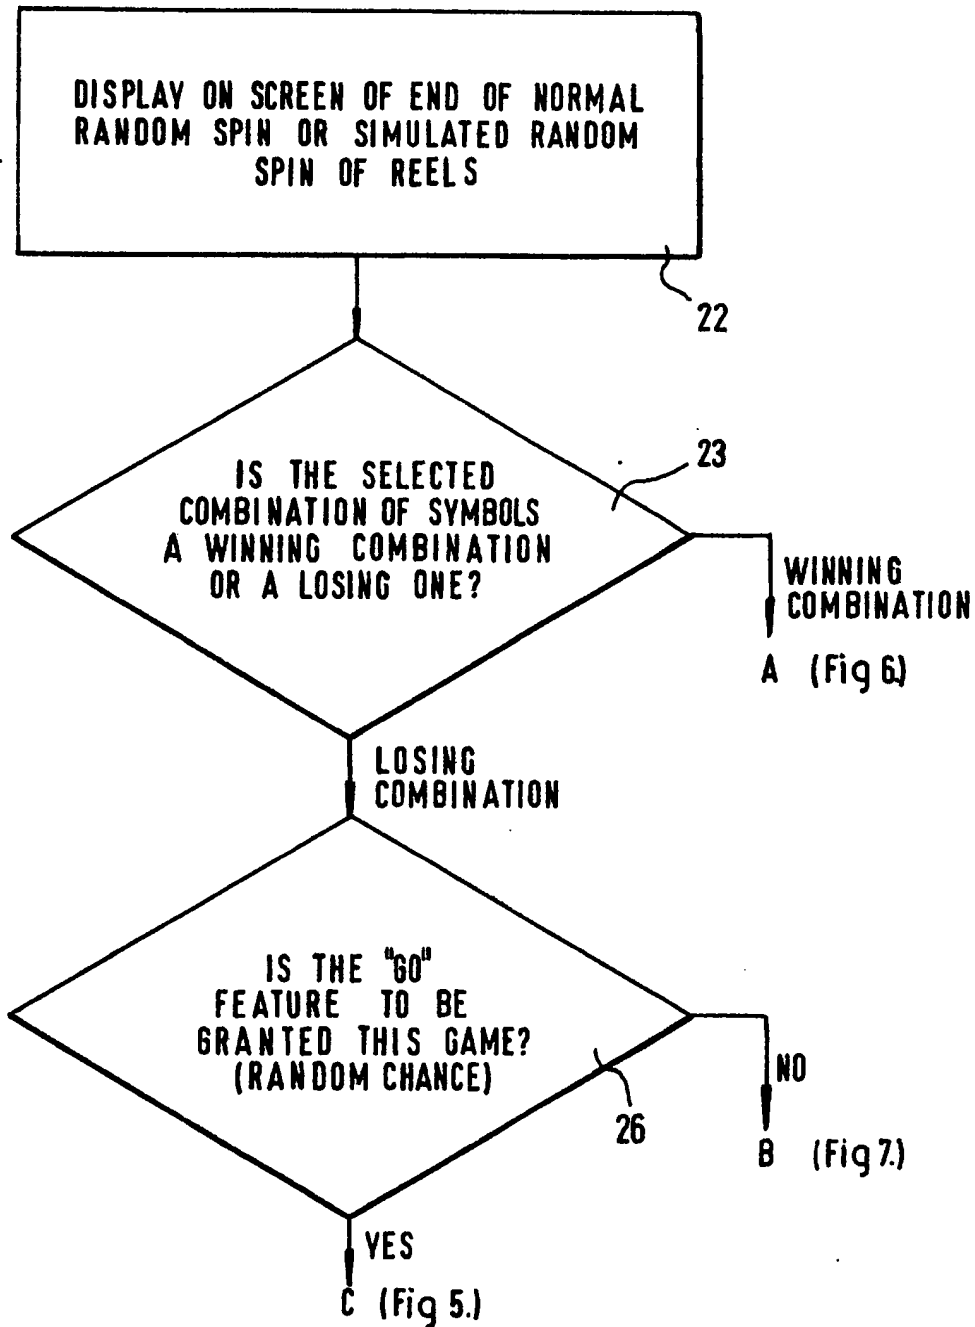 DISPLAY ON SCREEN OF END OF NORMAL
RANDOM SPIN OR SIMULATED RANDOM
SPIN OF REELS
22
23
IS THE SELECTED
COMBINATION OF SYMBOLS
A WINNING COMBINATION
OR A LOSING ONE?
WINNING
COMBINATION
A (Fig 6.)
LOSING
COMBINATION
IS THE "GO"
FEATURE TO BE
GRANTED THIS GAME?
(RANDOM CHANCE)
26
NO
B (Fig 7.)
YES
C (Fig 5.)